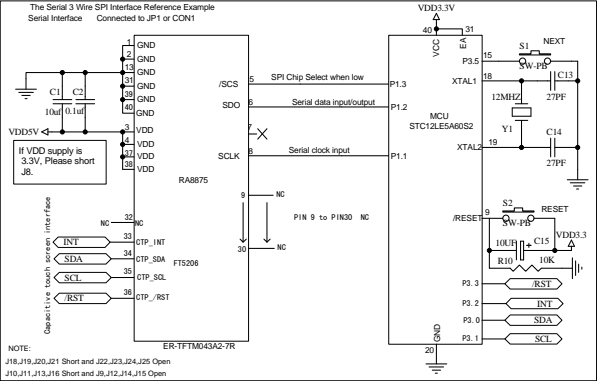 The Serial 3 Wire SPI Interface Reference Example
Serial Interface Connected to JP1 or CON1
1 GND
2 GND
13 GND
31 GND
39 GND
40 GND
3 VDD
4 VDD
37 VDD
38 VDD
C1
10uf
C2
0.1uf
VDD5V
If VDD supply is
3.3V, Please short
J8.
/SCS 5
SDO 6
7
SCLK 8
RA8875
SPI Chip Select when low
Serial data input/output
Serial clock input
9 NC
PIN 9 to PIN30 NC
30 NC
NC 32 NC
Capacitive touch screen interface
INT 33 CTP_INT
SDA 34 CTP_SDA
SCL 35 CTP_SCL
/RST 36 CTP_/RST
FT5206
ER-TFTM043A2-7R
VDD3.3V
40 31
VCC
EA
P1.3
P1.2
P1.1
MCU
STC12LE5A60S2
P3.5 15
XTAL1 18
XTAL2 19
S1 NEXT
SW-PB
C13
27PF
12MHZ
Y1
C14
27PF
/RESET 9
S2 RESET
SW-PB
10UF + C15
VDD3.3
R10 10K
P3.3 /RST
P3.2 INT
P3.0 SDA
P3.1 SCL
GND
20
NOTE:
J18,J19,J20,J21 Short and J22,J23,J24,J25 Open
J10,J11,J13,J16 Short and J9,J12,J14,J15 Open